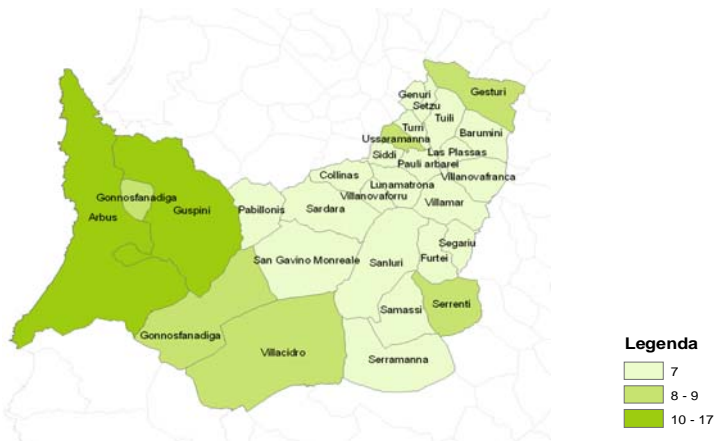 Gesturi
Genuri
Setzu
Tuili
Turri
Barumini
Ussaramanna
Las Plassas
Siddi
Pauli arbarei
Collinas
Villanovafranca
Lunamatrona
Gonnosfanadiga
Villanovaforru
Villamar
Arbus
Guspini
Pabillonis
Sardara
Segariu
San Gavino Monreale
Sanluri
Furtei
Serrenti
Samassi
Gonnosfanadiga
Villacidro
Serramanna
Legenda
7
8 - 9
10 - 17